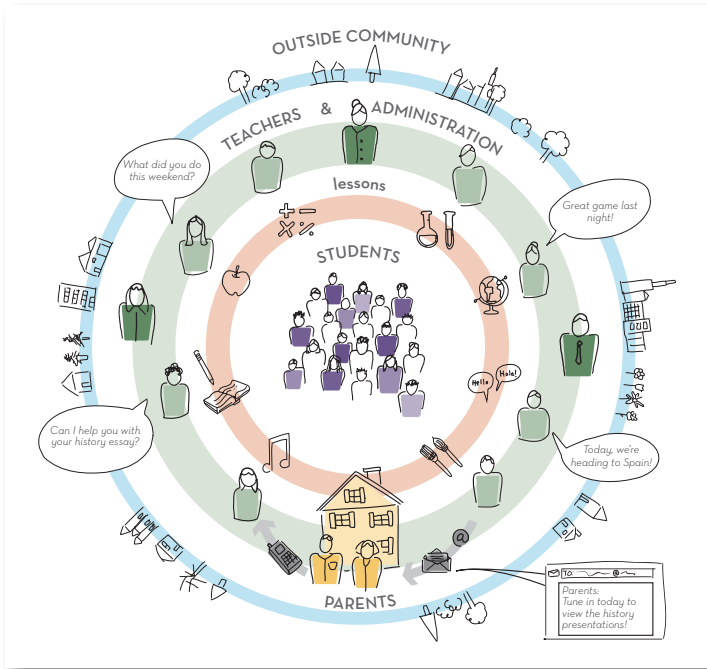 OUTSIDE COMMUNITY
TEACHERS & ADMINISTRATION
What did you do
this weekend?
lessons
Great game last
night!
STUDENTS
Hello
Hola!
Can I help you with
your history essay?
Today, we're
heading to Spain!
@
PARENTS
TO:
@
Parents:
Tune in today to
view the history
presentations!